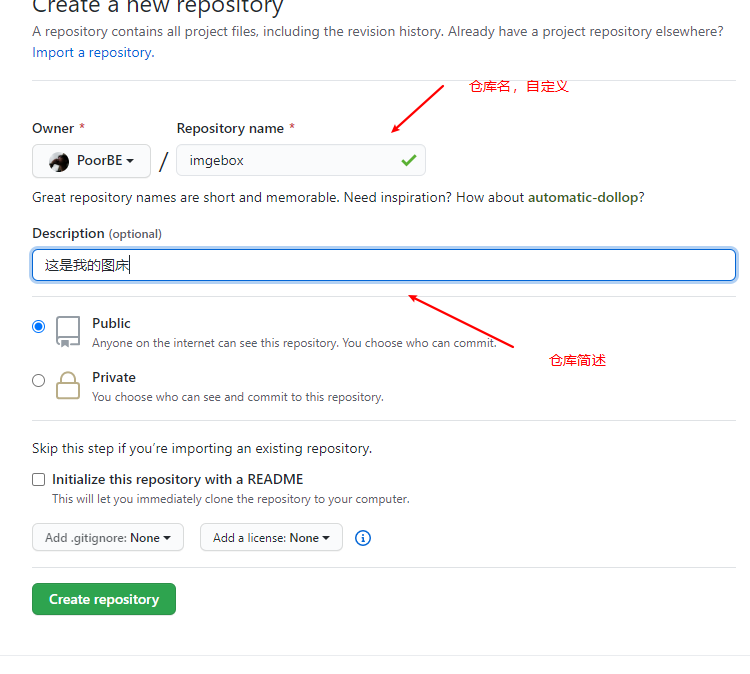 Create a new repository
A repository contains all project files, including the revision history. Already have a project repository elsewhere?
Import a repository.
仓库名，自定义
Owner * Repository name *
PoorBE / imgebox
Great repository names are short and memorable. Need inspiration? How about automatic-dollop?
Description (optional)
这是我的图床
Public
Anyone on the internet can see this repository. You choose who can commit.
仓库简述
Private
You choose who can see and commit to this repository.
Skip this step if you're importing an existing repository.
Initialize this repository with a README
This will let you immediately clone the repository to your computer.
Add .gitignore: None Add a license: None
Create repository